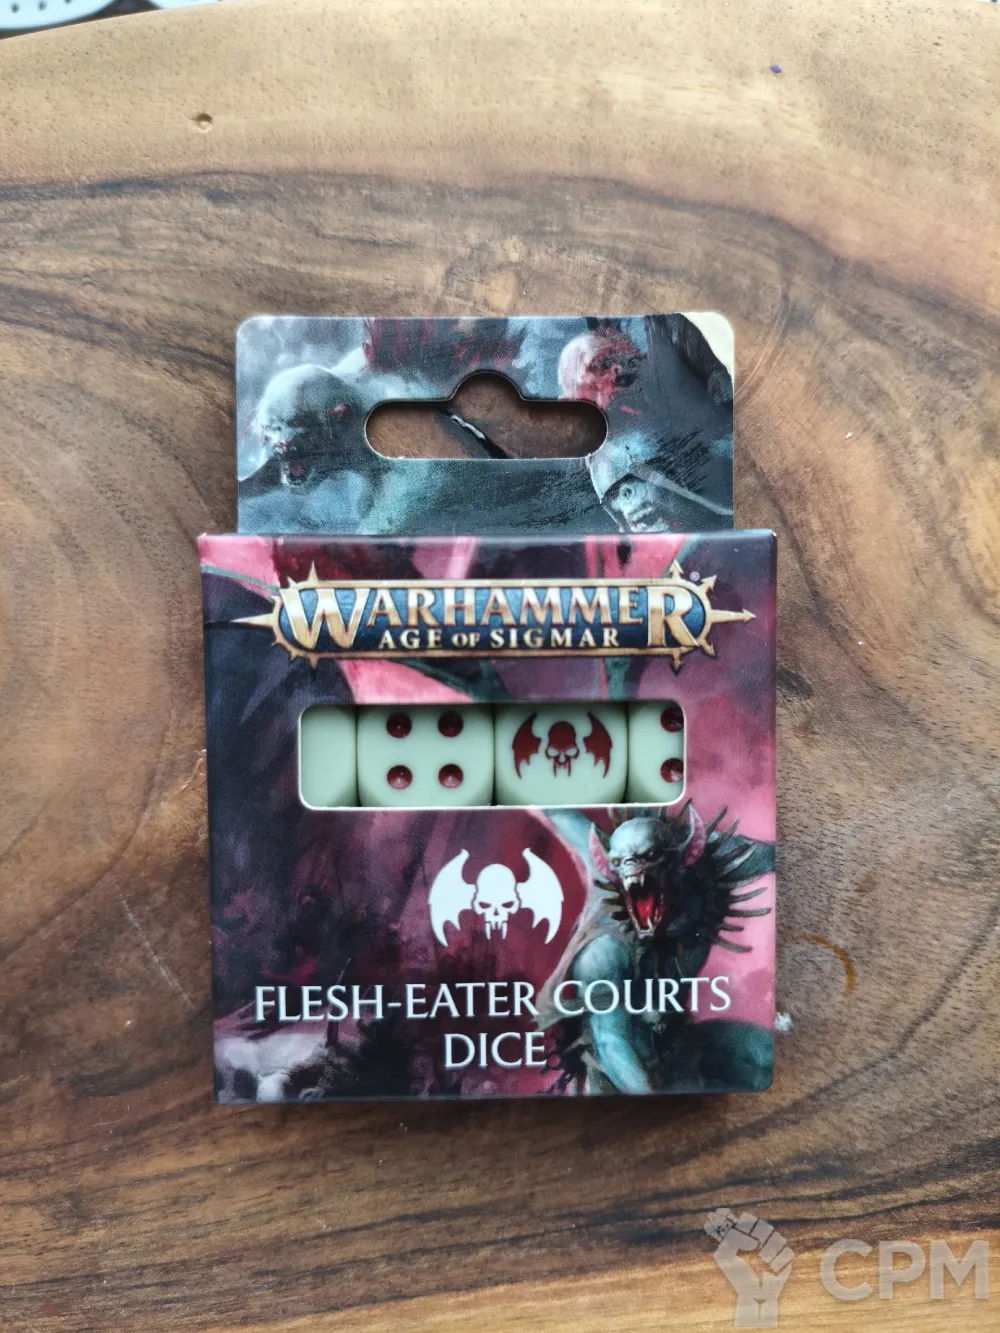 WARHAMMER®
AGE OF SIGMAR
FLESH-EATER COURTS
DICE
CPM